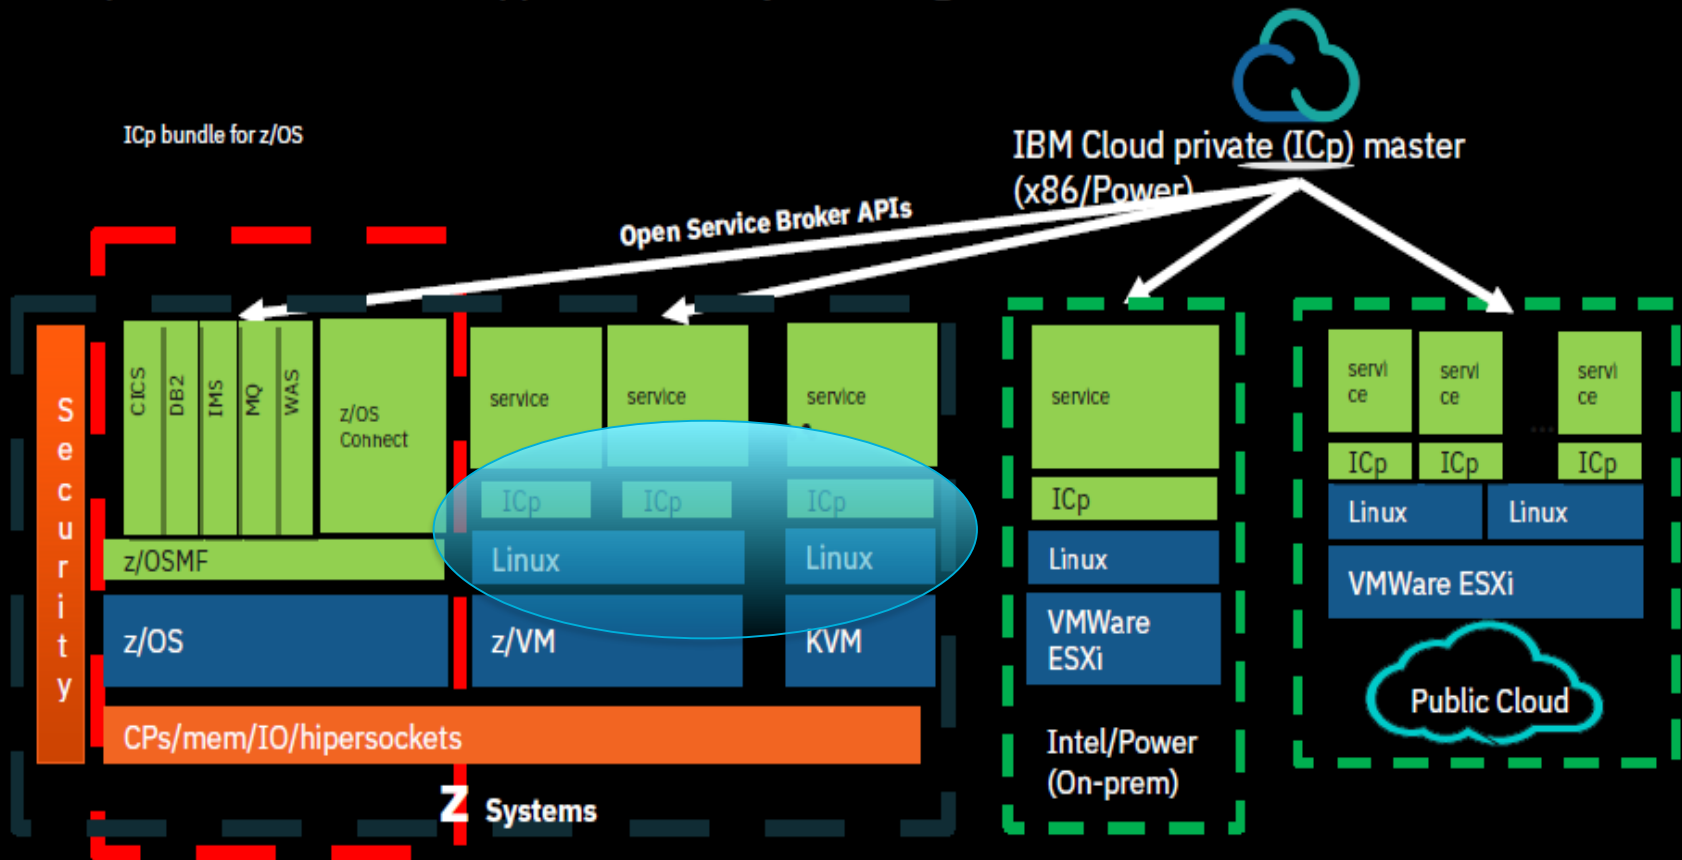 ICp bundle for z/OS
IBM Cloud private (ICp) master
(x86/Power)
Open Service Broker APIs
Security
CICS
DB2
IMS
MQ
WAS
z/OS
Connect
z/OSMF
z/OS
service
service
service
ICp
ICp
ICp
Linux
Linux
z/VM
KVM
CPs/mem/IO/hipersockets
Z Systems
service
ICp
Linux
VMWare
ESXi
Intel/Power
(On-prem)
servi
ce
servi
ce
...
servi
ce
ICp
ICp
ICp
Linux
Linux
VMWare ESXi
Public Cloud